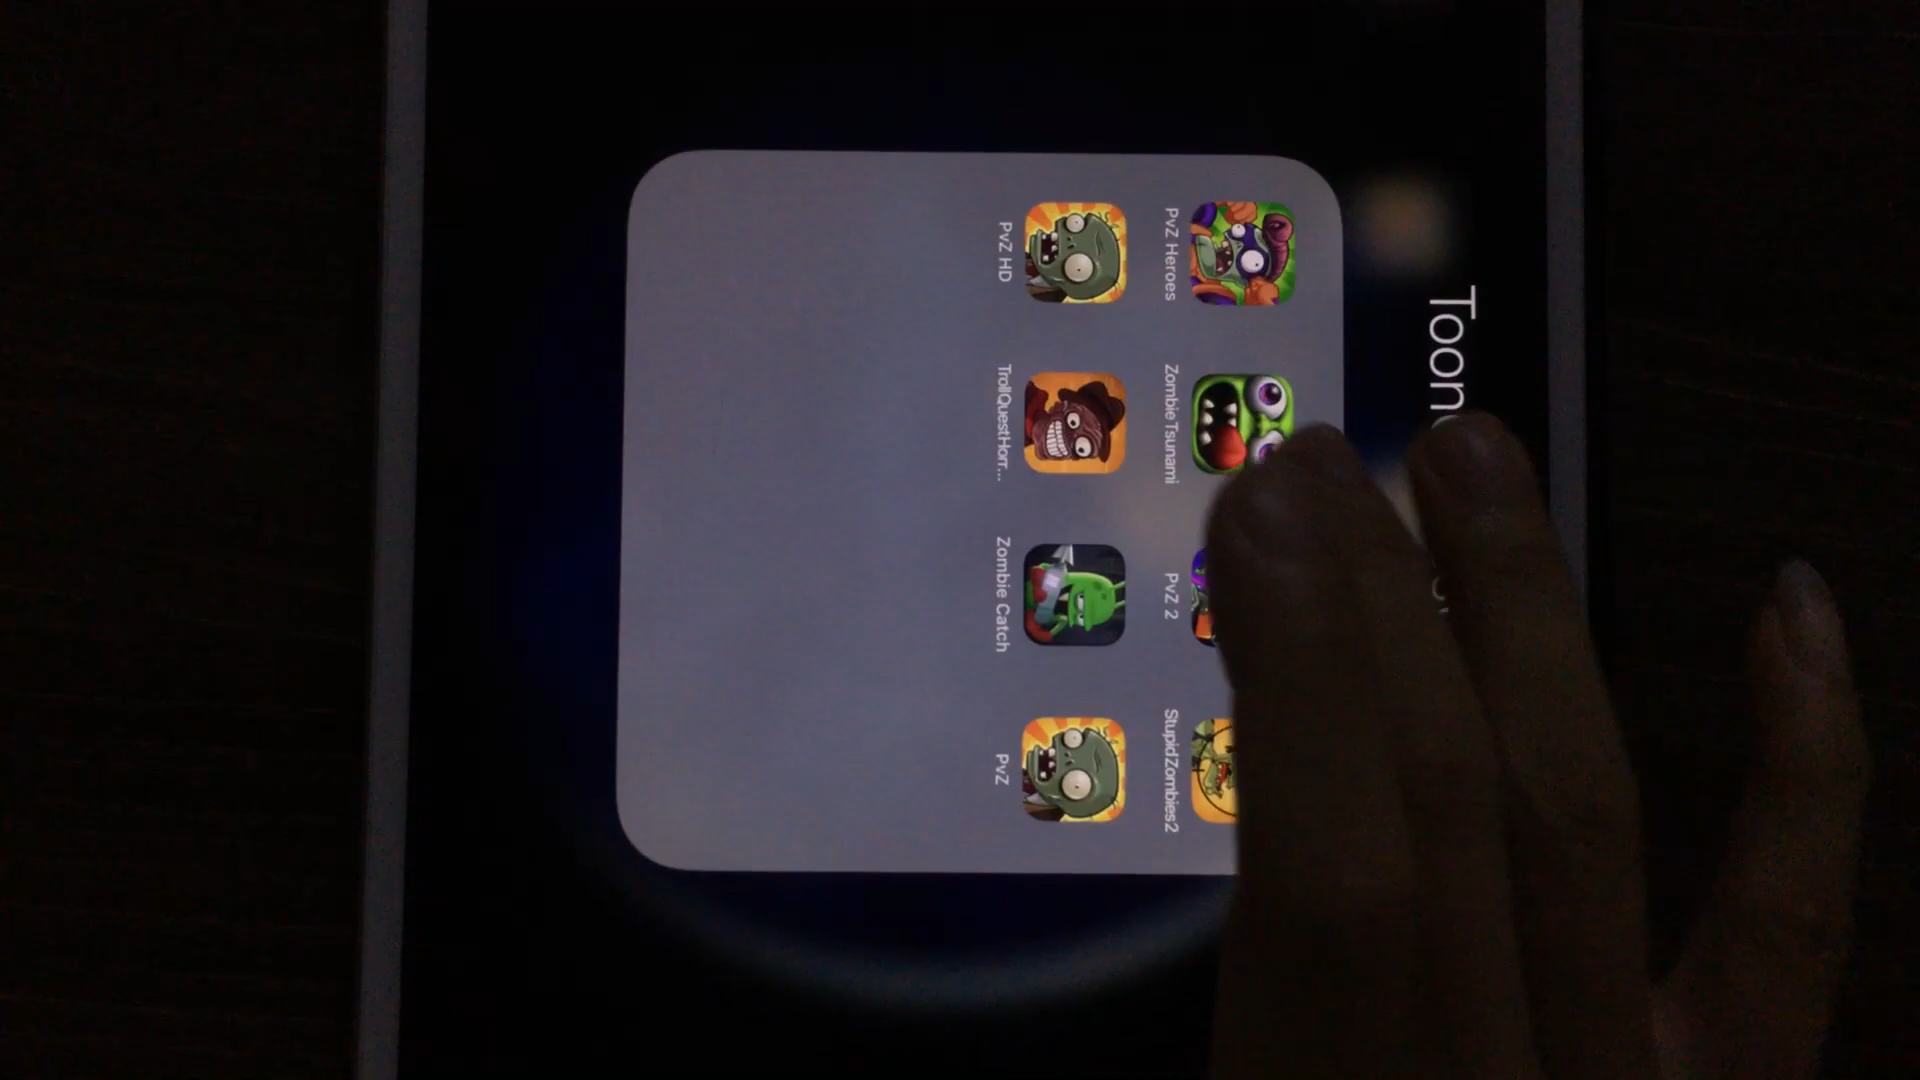 Toon
PvZ Heroes
Zombie Tsunami
PvZ 2
StupidZombies2
PvZ HD
TrollQuestHorr...
Zombie Catch
PvZ